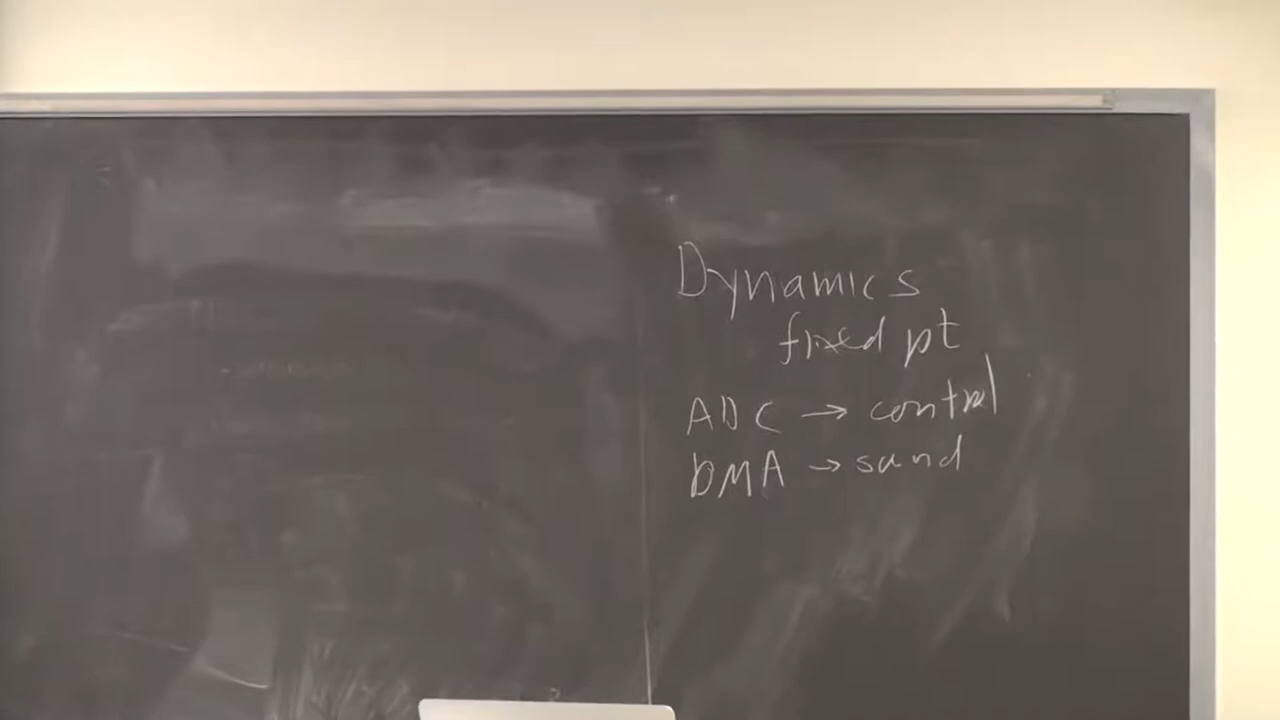 Dynamics
fixed pt
ADC → control
DMA → sound